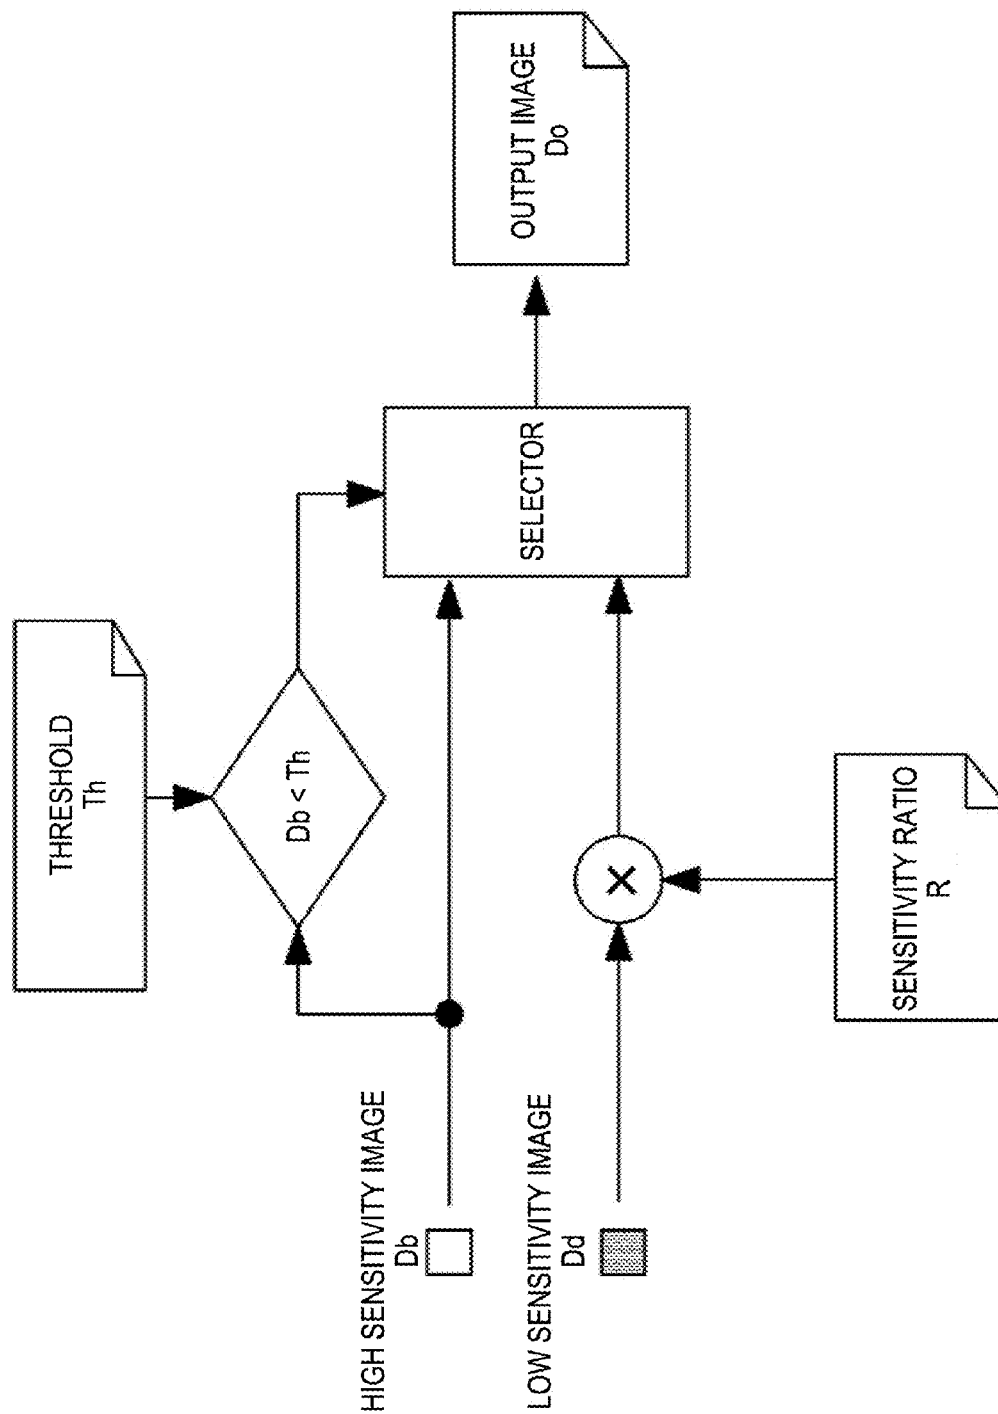 THRESHOLD
Th
Db < Th
HIGH SENSITIVITY IMAGE
Db
LOW SENSITIVITY IMAGE
Dd
×
SENSITIVITY RATIO
R
SELECTOR
OUTPUT IMAGE
Do